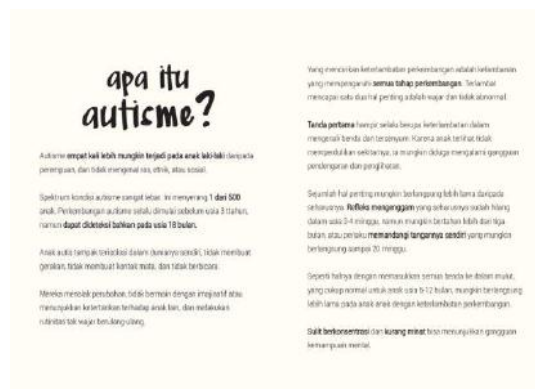 apa itu
autisme?
Autisme empat kali lebih mungkin terjadi pada anak laki-laki daripada
perempuan, dan tidak mengenal ras, etnik, atau sosial.
Spektrum kondisi autisme sangat lebar. Ini menyerang 1 dari 500
anak. Perkembangan autisme selalu dimulai sebelum usia 3 tahun,
namun dapat dideteksi bahkan pada usia 18 bulan.
Anak autis tampak terisolasi dalam dunianya sendiri, tidak membuat
gerakan, tidak membuat kontak mata, dan tidak berbicara.
Mereka menolak perubahan, tidak bermain dengan imajinatif atau
menunjukkan ketertarikan terhadap anak lain, dan melakukan
rutinitas tak wajar berulang-ulang.
Yang mencirikan keterlambatan perkembangan adalah kelambanan
yang mempengaruhi semua tahap perkembangan. Terlambat
mencapai satu dua hal penting adalah wajar dan tidak abnormal.
Tanda pertama hampir selalu berupa keterlambatan dalam
mengenali benda dan tersenyum. Karena anak terlihat tidak
mempedulikan sekitarnya, ia mungkin diduga mengalami gangguan
pendengaran dan penglihatan.
Sejumlah hal penting mungkin berlangsung lebih lama daripada
seharusnya. Refleks menggenggam yang seharusnya sudah hilang
dalam usia 3-4 minggu, namun mungkin bertahan lebih dari tiga
bulan, atau perilaku memandangi tangannya sendiri yang mungkin
berlangsung sampai 20 minggu.
Seperti halnya dengan memasukkan semua benda ke dalam mulut,
yang cukup normal untuk anak usia 6-12 bulan, mungkin berlangsung
lebih lama pada anak-anak dengan keterlambatan perkembangan.
Sulit berkonsentrasi dan kurang minat bisa menunjukkan gangguan
kemampuan mental.